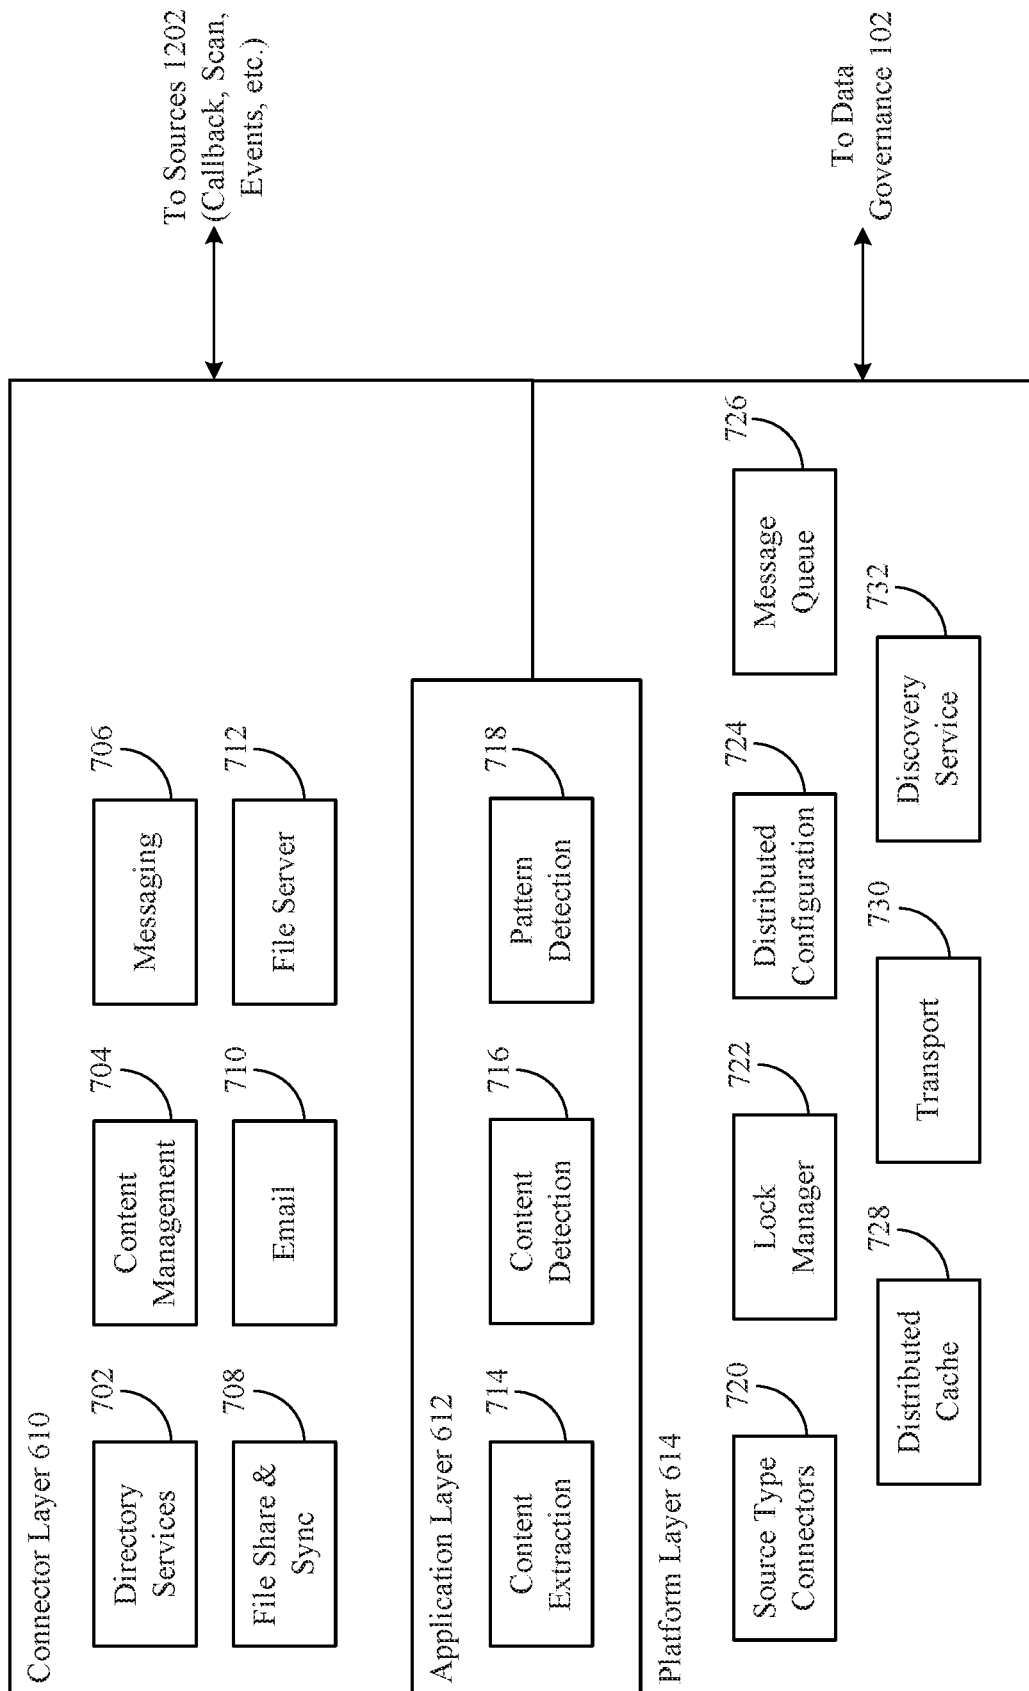 Connector Layer 610
Directory
Services
702
Content
Management
704
Messaging
706
File Share &
Sync
708
Email
710
File Server
712
To Sources 1202
(Callback, Scan,
Events, etc.)
Application Layer 612
Content
Extraction
714
Content
Detection
716
Pattern
Detection
718
Platform Layer 614
Source Type
Connectors
720
Lock
Manager
722
Distributed
Configuration
724
Message
Queue
726
Distributed
Cache
728
Transport
730
Discovery
Service
732
To Data
Governance 102